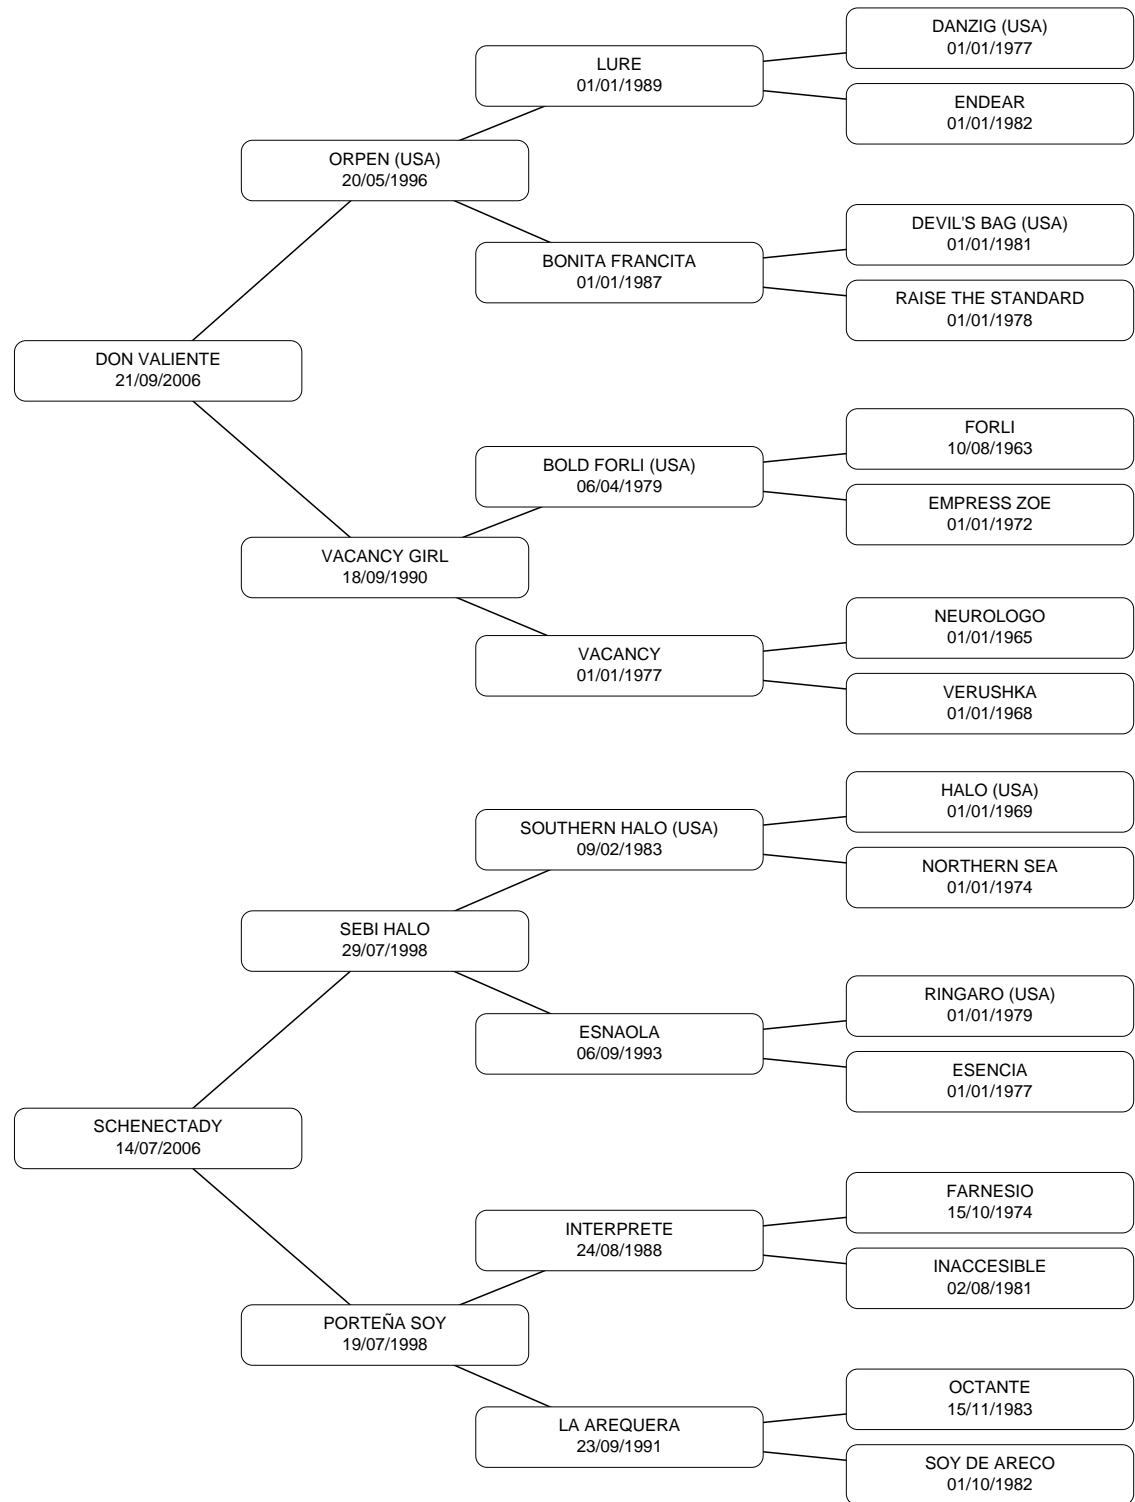 DANZIG (USA)
01/01/1977
LURE
01/01/1989
ENDEAR
01/01/1982
ORPEN (USA)
20/05/1996
DEVIL'S BAG (USA)
01/01/1981
BONITA FRANCITA
01/01/1987
RAISE THE STANDARD
01/01/1978
DON VALIENTE
21/09/2006
FORLI
10/08/1963
BOLD FORLI (USA)
06/04/1979
EMPRESS ZOE
01/01/1972
VACANCY GIRL
18/09/1990
NEUROLOGO
01/01/1965
VACANCY
01/01/1977
VERUSHKA
01/01/1968
HALO (USA)
01/01/1969
SOUTHERN HALO (USA)
09/02/1983
NORTHERN SEA
01/01/1974
SEBI HALO
29/07/1998
RINGARO (USA)
01/01/1979
ESNAOLA
06/09/1993
ESENCIA
01/01/1977
SCHENECTADY
14/07/2006
FARNESIO
15/10/1974
INTERPRETE
24/08/1988
INACCESIBLE
02/08/1981
PORTEÑA SOY
19/07/1998
OCTANTE
15/11/1983
LA AREQUERA
23/09/1991
SOY DE ARECO
01/10/1982